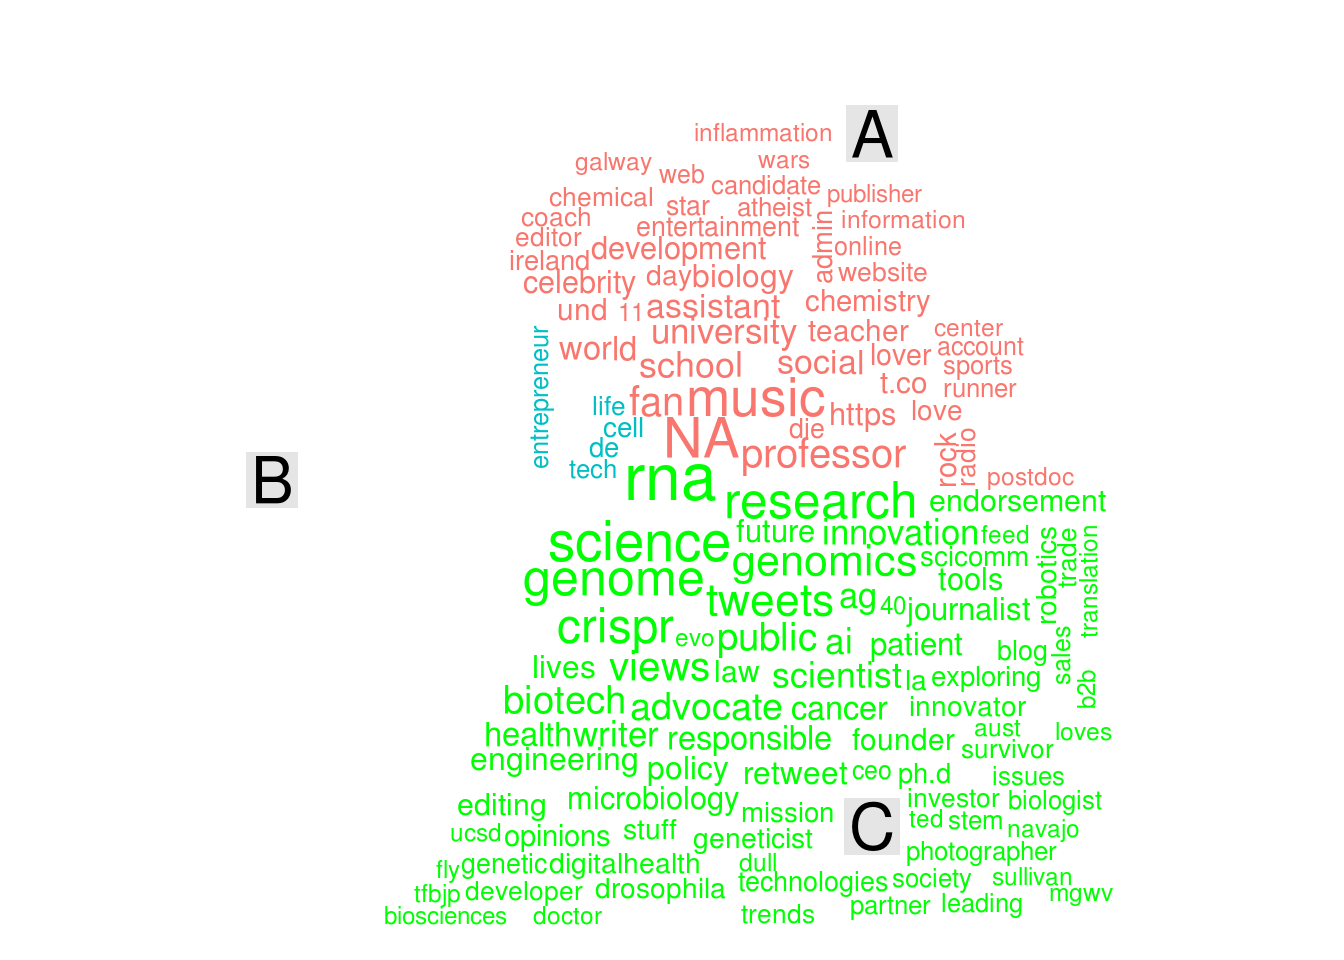 A
inflammation
galway web wars
candidate
chemical star atheist publisher
coach entertainment admin information
editor development online
ireland
celebrity day biology website
und 11 assistant chemistry
university teacher center
entrepreneur world school social lover account
sports
t.co runner
life fan music https love
cell NA die
de professor rock radio
tech postdoc
B
rna research endorsement
science future innovation feed robotics trade translation
genome genomics scicomm
tools
tweets ag 40 journalist
crispr evo public ai patient blog sales
lives views law scientist la exploring b2b
biotech advocate cancer innovator
health writer responsible founder aust loves
survivor
engineering policy retweet ceo ph.d issues
editing microbiology mission C investor biologist
ucsd opinions stuff geneticist ted stem navajo
photographer
fly genetic digitalhealth dull
tfbjp developer drosophila technologies society sullivan
mgwv
biosciences doctor trends partner leading